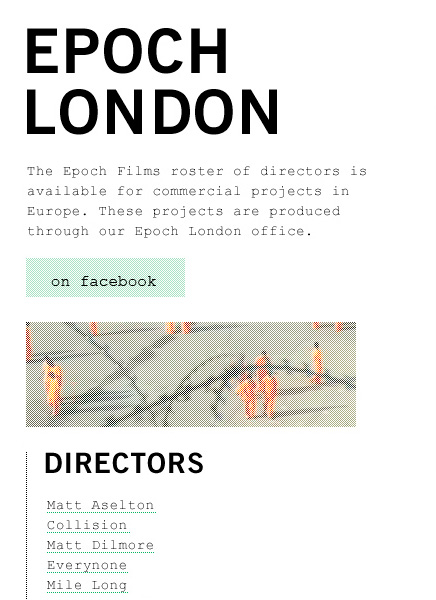 EPOCH
LONDON
The Epoch Films roster of directors is
available for commercial projects in
Europe. These projects are produced
through our Epoch London office.
on facebook
DIRECTORS
Matt Aselton
Collision
Matt Dilmore
Everynone
Mile Long